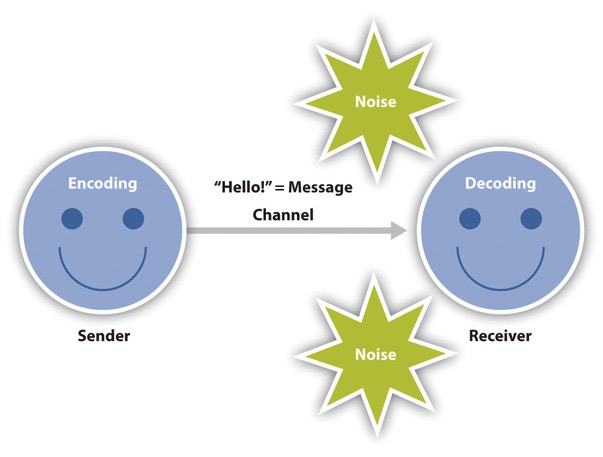 Noise
Encoding
Decoding
“Hello!” = Message
Channel
Sender
Receiver
Noise